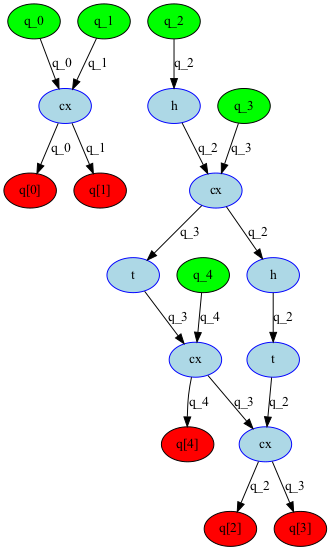 q_0 q_1 q_2
q_0 q_1 q_2
cx h q_3
q_0 q_1 q_2 q_3
q[0] q[1] cx
q_3 q_2
t q_4 h
q_3 q_4 q_2
cx t
q_4 q_3 q_2
q[4] cx
q_2 q_3
q[2] q[3]